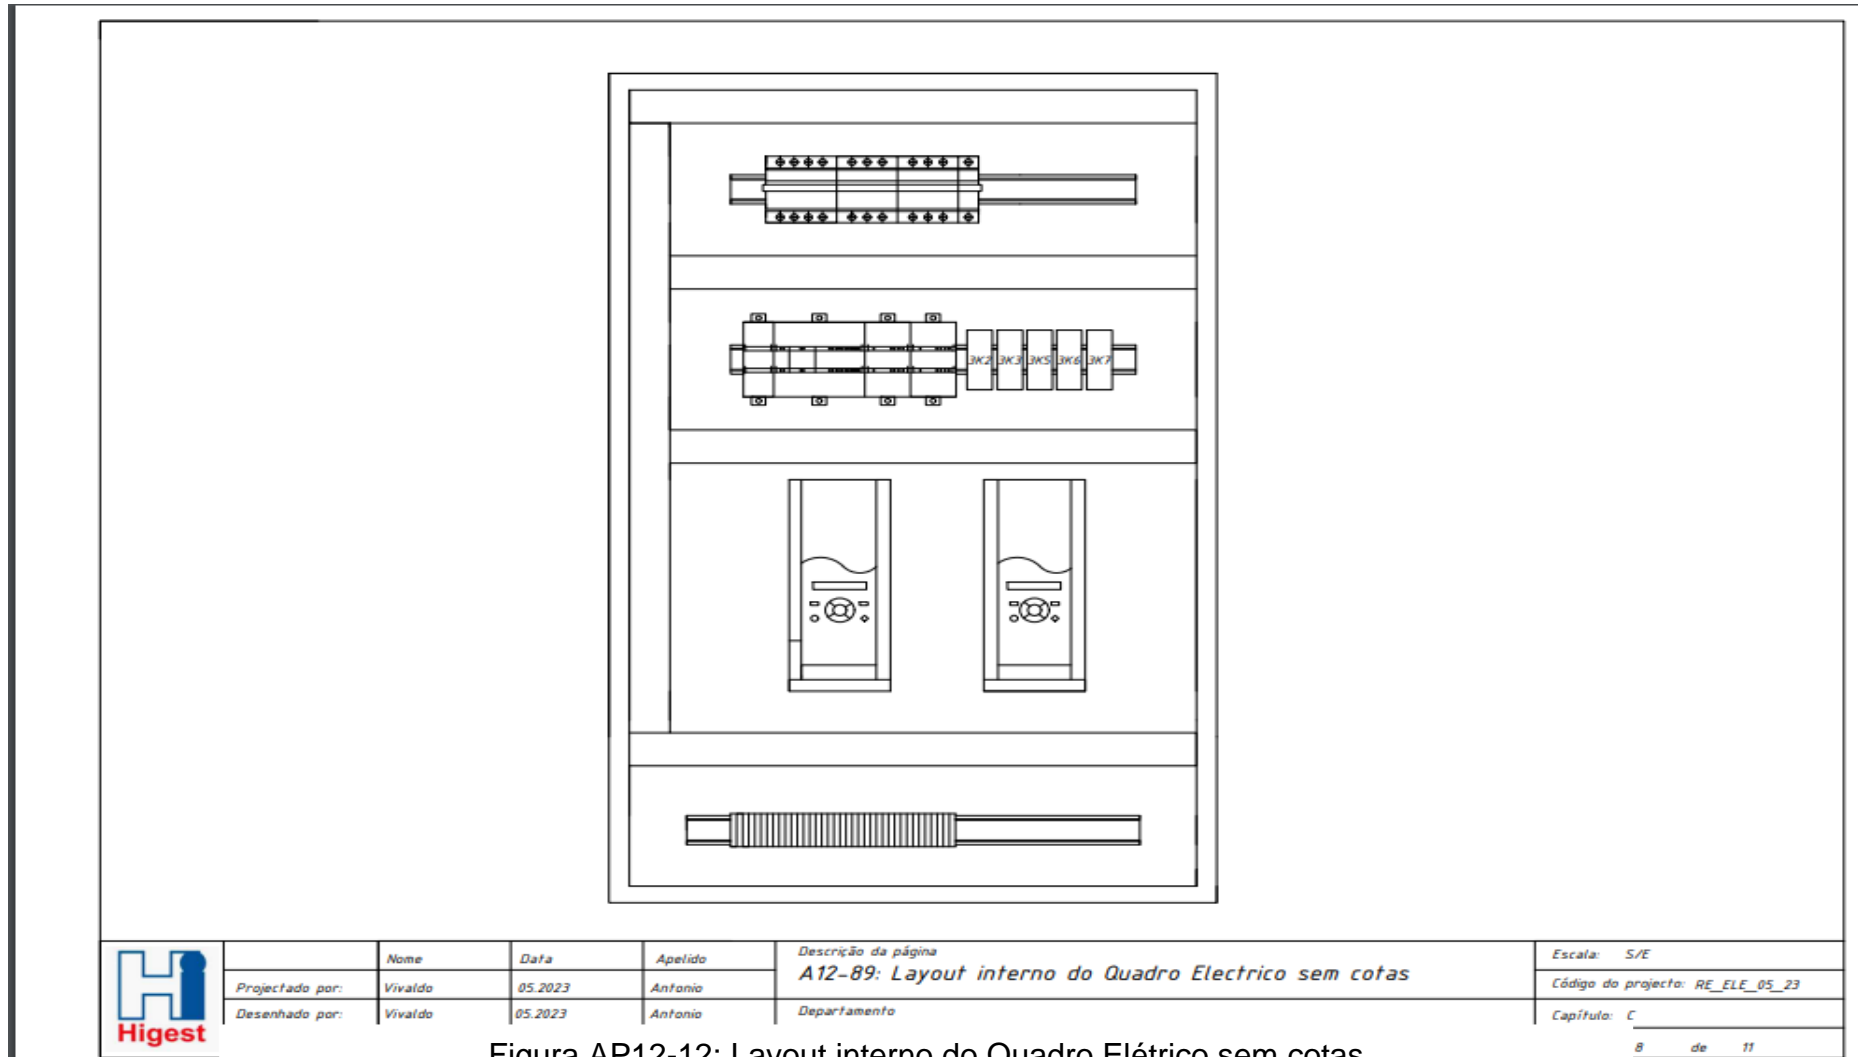 3K2 3K3 3K5 3K6 3K7
Nome Data Apelido
Projectado por: Vivaldo 05.2023 Antonio
Desenhado por: Vivaldo 05.2023 Antonio
Higest
Descrição da página
A12-89: Layout interno do Quadro Electrico sem cotas
Departamento
Escala: S/E
Código do projecto: RE_ELE_05_23
Capítulo: C
8 de 11
Figura AP12-12: Layout interno do Quadro Elétrico sem cotas